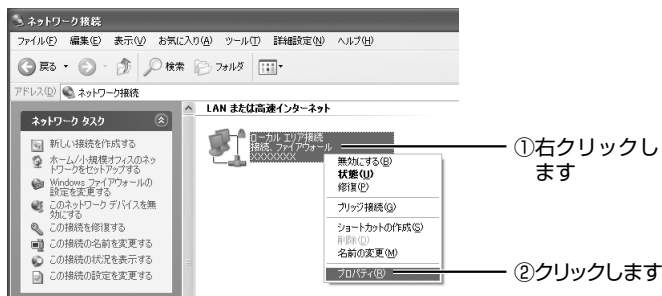 ネットワーク接続
ファイル(F) 編集(E) 表示(V) お気に入り(A) ツール(T) 詳細設定(N) ヘルプ(H)
戻る 検索 フォルダ
アドレス(D) ネットワーク接続
ネットワーク タスク
新しい接続を作成する
ホーム/小規模オフィスのネッ
トワークをセットアップする
Windows ファイアウォールの
設定を変更する
このネットワーク デバイスを無
効にする
この接続を修復する
この接続の名前を変更する
この接続の状況を表示する
この接続の設定を変更する
LAN または高速インターネット
ローカル エリア接続
接続、ファイアウォール
XXXXXXXX
無効にする(B)
状態(U)
修復(P)
ブリッジ接続(G)
ショートカットの作成(S)
削除(D)
名前の変更(M)
プロパティ(R)
①右クリックし
ます
②クリックします